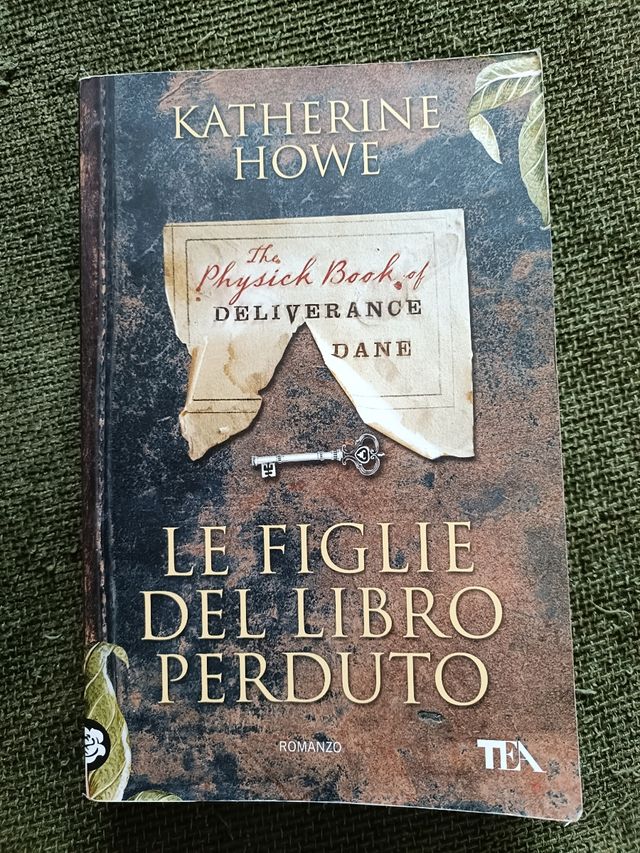 KATHERINE
HOWE
The
Physick Book of
DELIVERANCE
DANE
LE FIGLIE
DEL LIBRO
PERDUTO
ROMANZO
TEA